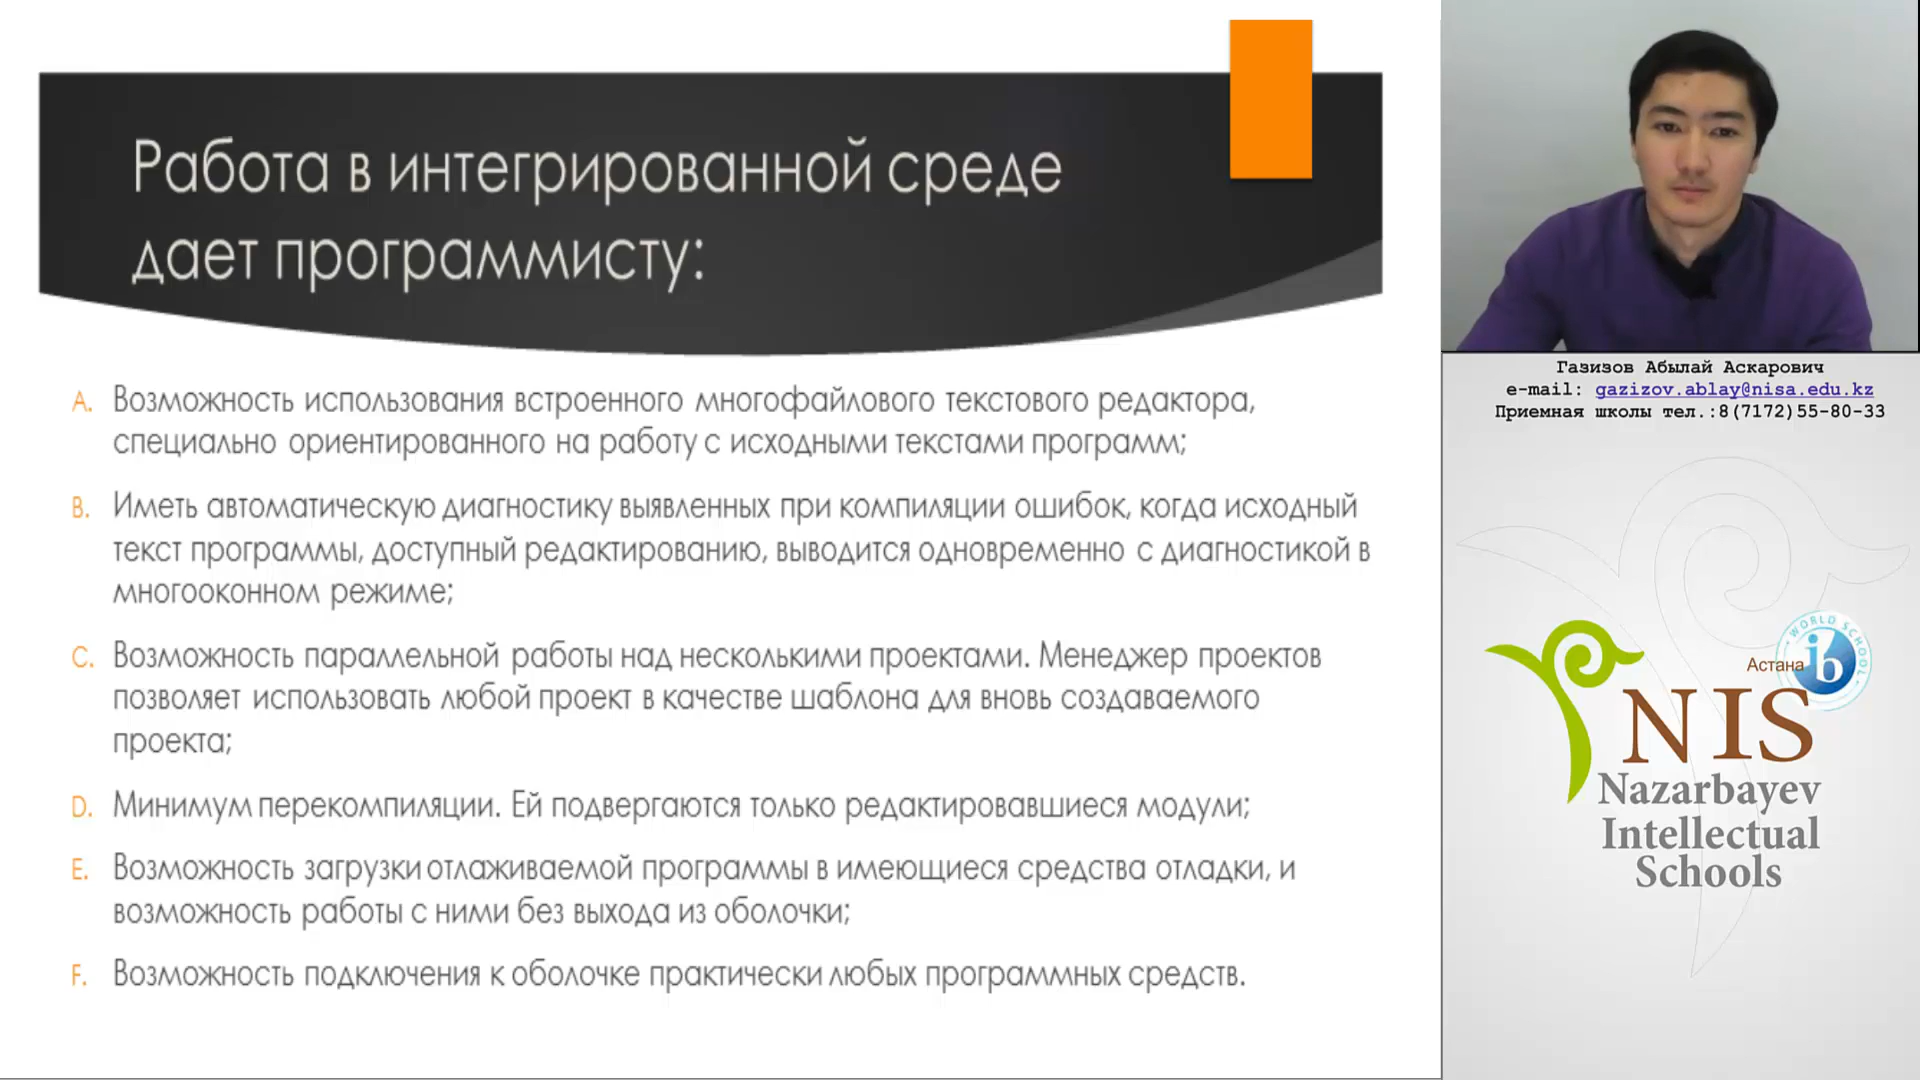 Работа в интегрированной среде
дает программисту:
A. Возможность использования встроенного многофайлового текстового редактора,
специально ориентированного на работу с исходными текстами программ;
B. Иметь автоматическую диагностику выявленных при компиляции ошибок, когда исходный
текст программы, доступный редактированию, выводится одновременно с диагностикой в
многооконном режиме;
C. Возможность параллельной работы над несколькими проектами. Менеджер проектов
позволяет использовать любой проект в качестве шаблона для вновь создаваемого
проекта;
D. Минимум перекомпиляции. Ей подвергаются только редактировавшиеся модули;
E. Возможность загрузки отлаживаемой программы в имеющиеся средства отладки, и
возможность работы с ними без выхода из оболочки;
F. Возможность подключения к оболочке практически любых программных средств.
Газизов Абылай Аскарович
e-mail: gazizov.ablay@nisa.edu.kz
Приемная школы тел.:8(7172)55-80-33
WORLD SCHOOL
ib
Астана
NIS
Nazarbayev
Intellectual
Schools